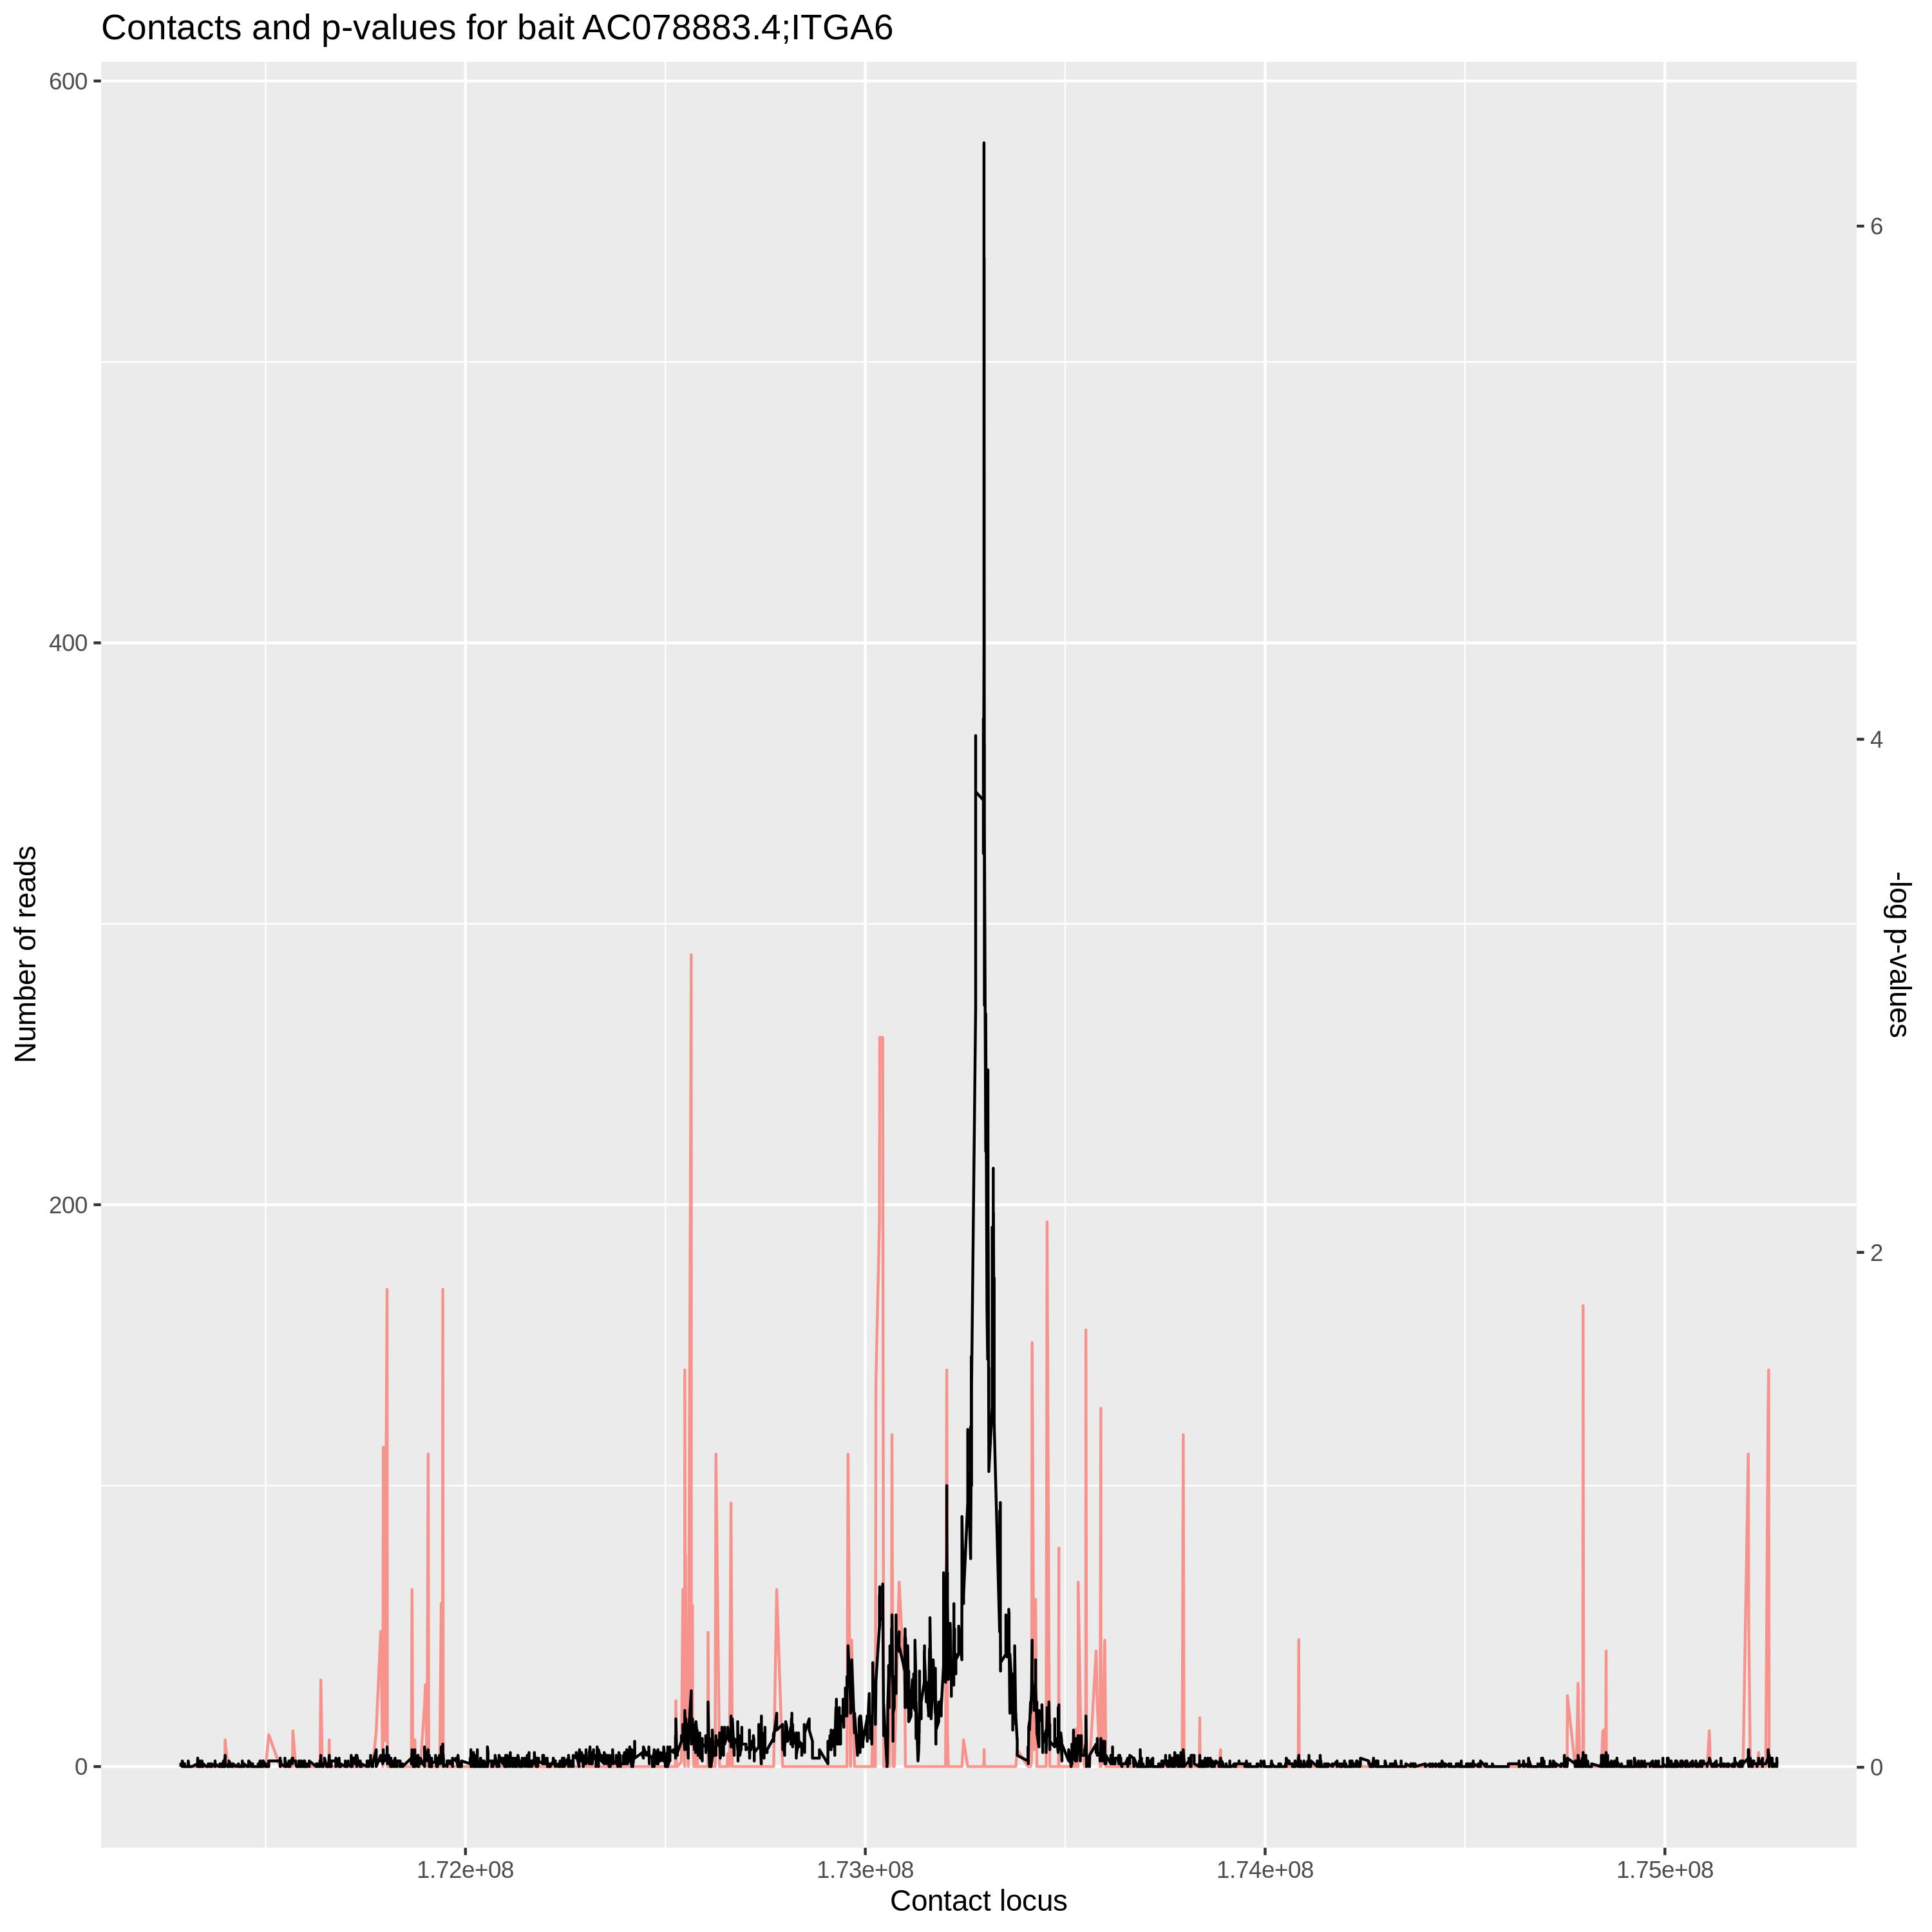 Contacts and p-values for bait AC078883.4;ITGA6
600
400
200
0
Number of reads
6
4
2
0
-log p-values
1.72e+08 1.73e+08 1.74e+08 1.75e+08
Contact locus